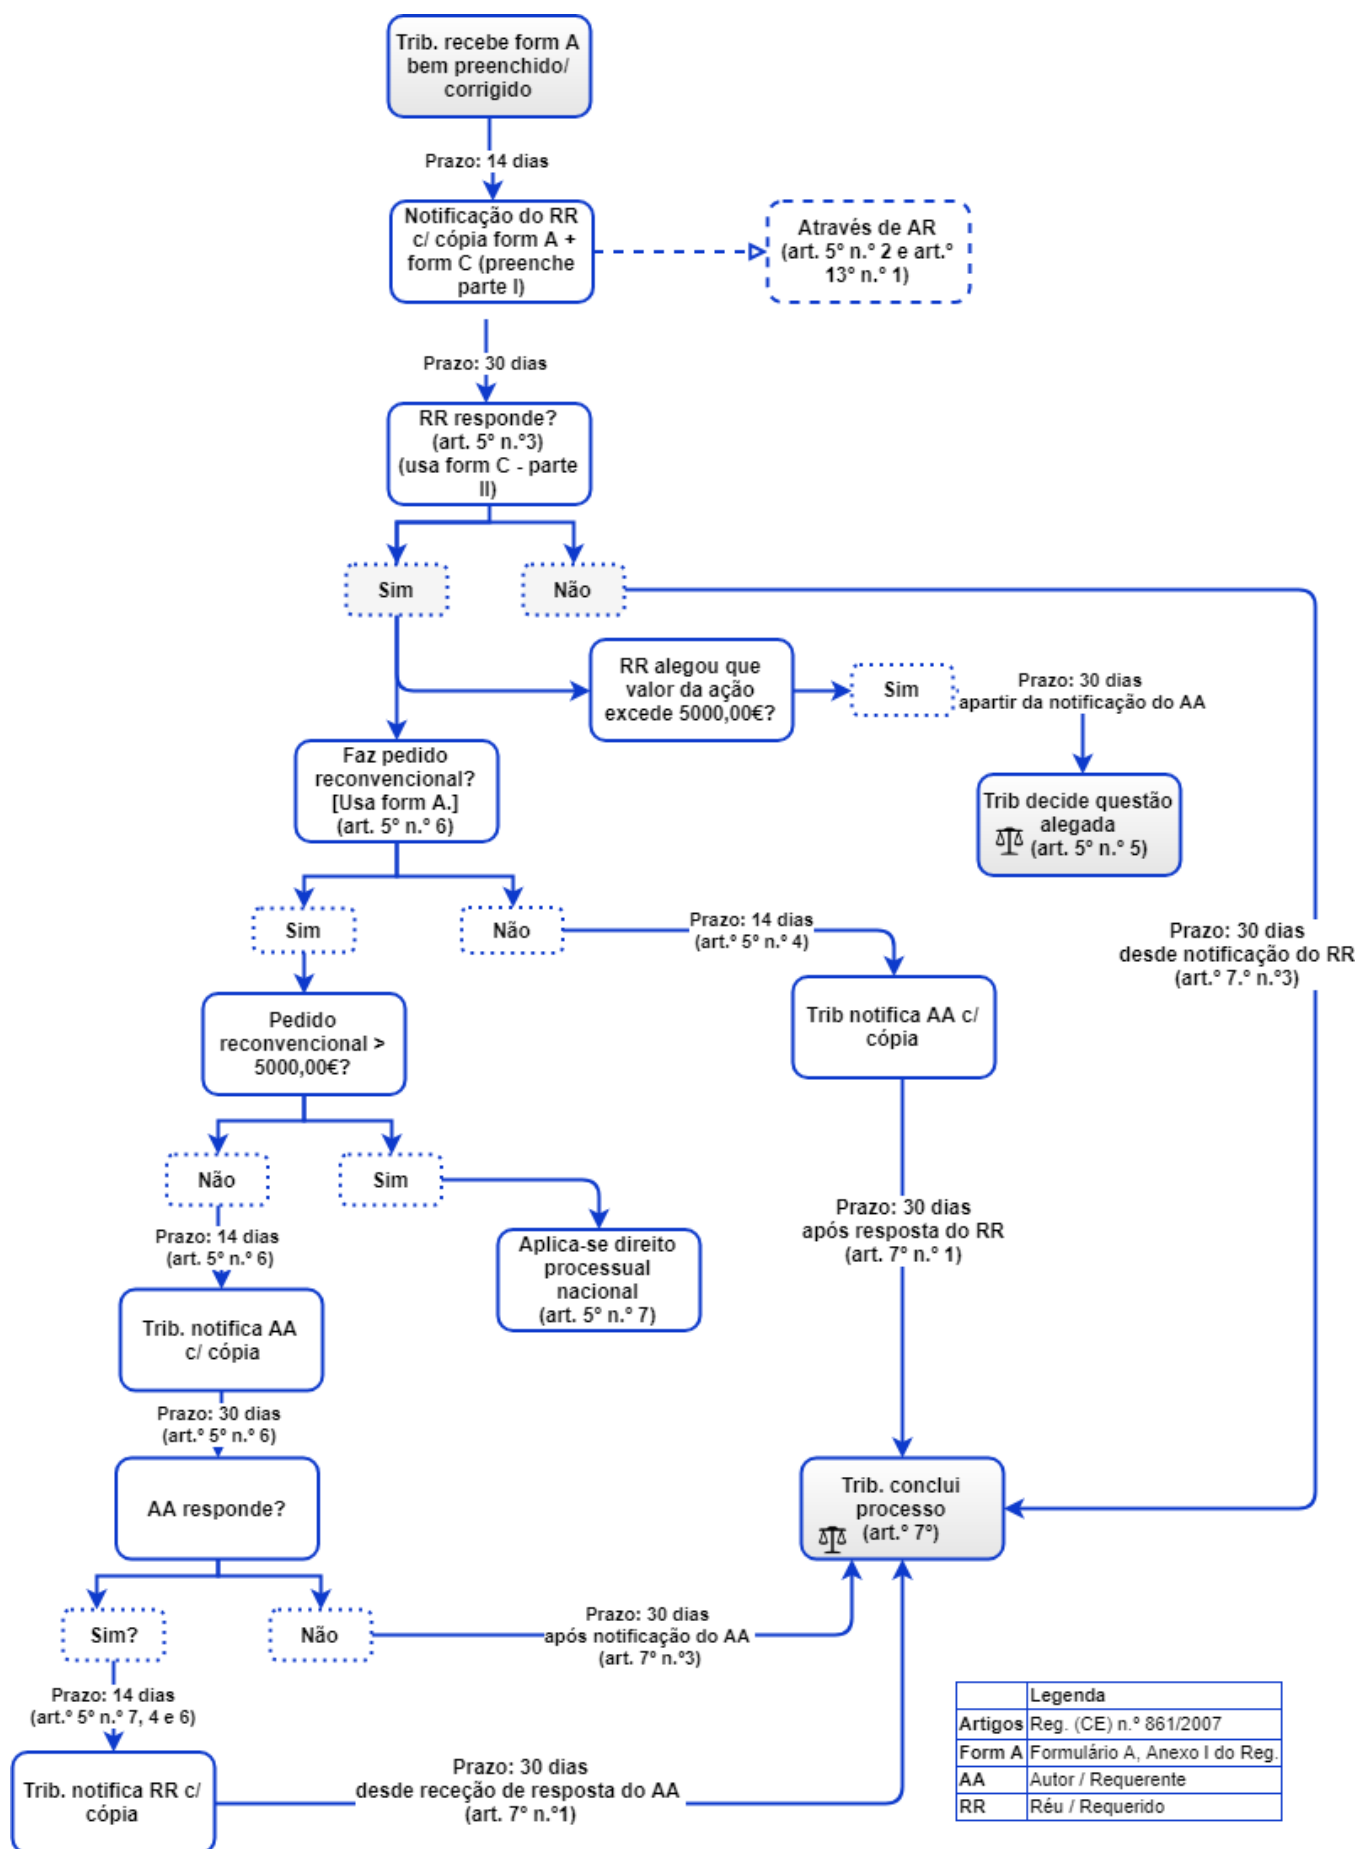 Trib. recebe form A
bem preenchido/
corrigido
Prazo: 14 dias
Notificação do RR
c/ cópia form A +
form C (preenche
parte I)
Através de AR
(art. 5º n.º 2 e art.º
13º n.º 1)
Prazo: 30 dias
RR responde?
(art. 5º n.º3)
(usa form C - parte
II)
Sim
Não
RR alegou que
valor da ação
excede 5000,00€?
Sim
Prazo: 30 dias
apartir da notificação do AA
Trib decide questão
alegada
(art. 5º n.º 5)
Faz pedido
reconvencional?
[Usa form A.]
(art. 5º n.º 6)
Sim
Não
Prazo: 14 dias
(art.º 5º n.º 4)
Trib notifica AA c/
cópia
Prazo: 30 dias
desde notificação do RR
(art.º 7.º n.º3)
Pedido
reconvencional >
5000,00€?
Não
Sim
Aplica-se direito
processual
nacional
(art. 5º n.º 7)
Prazo: 30 dias
após resposta do RR
(art. 7º n.º 1)
Prazo: 14 dias
(art. 5º n.º 6)
Trib. notifica AA
c/ cópia
Prazo: 30 dias
(art.º 5º n.º 6)
AA responde?
Trib. conclui
processo
(art.º 7º)
Sim?
Não
Prazo: 30 dias
após notificação do AA
(art. 7º n.º3)
Prazo: 14 dias
(art.º 5º n.º 7, 4 e 6)
Trib. notifica RR c/
cópia
Prazo: 30 dias
desde receção de resposta do AA
(art. 7º n.º1)
Legenda
Artigos Reg. (CE) n.º 861/2007
Form A Formulário A, Anexo I do Reg.
AA Autor / Requerente
RR Réu / Requerido